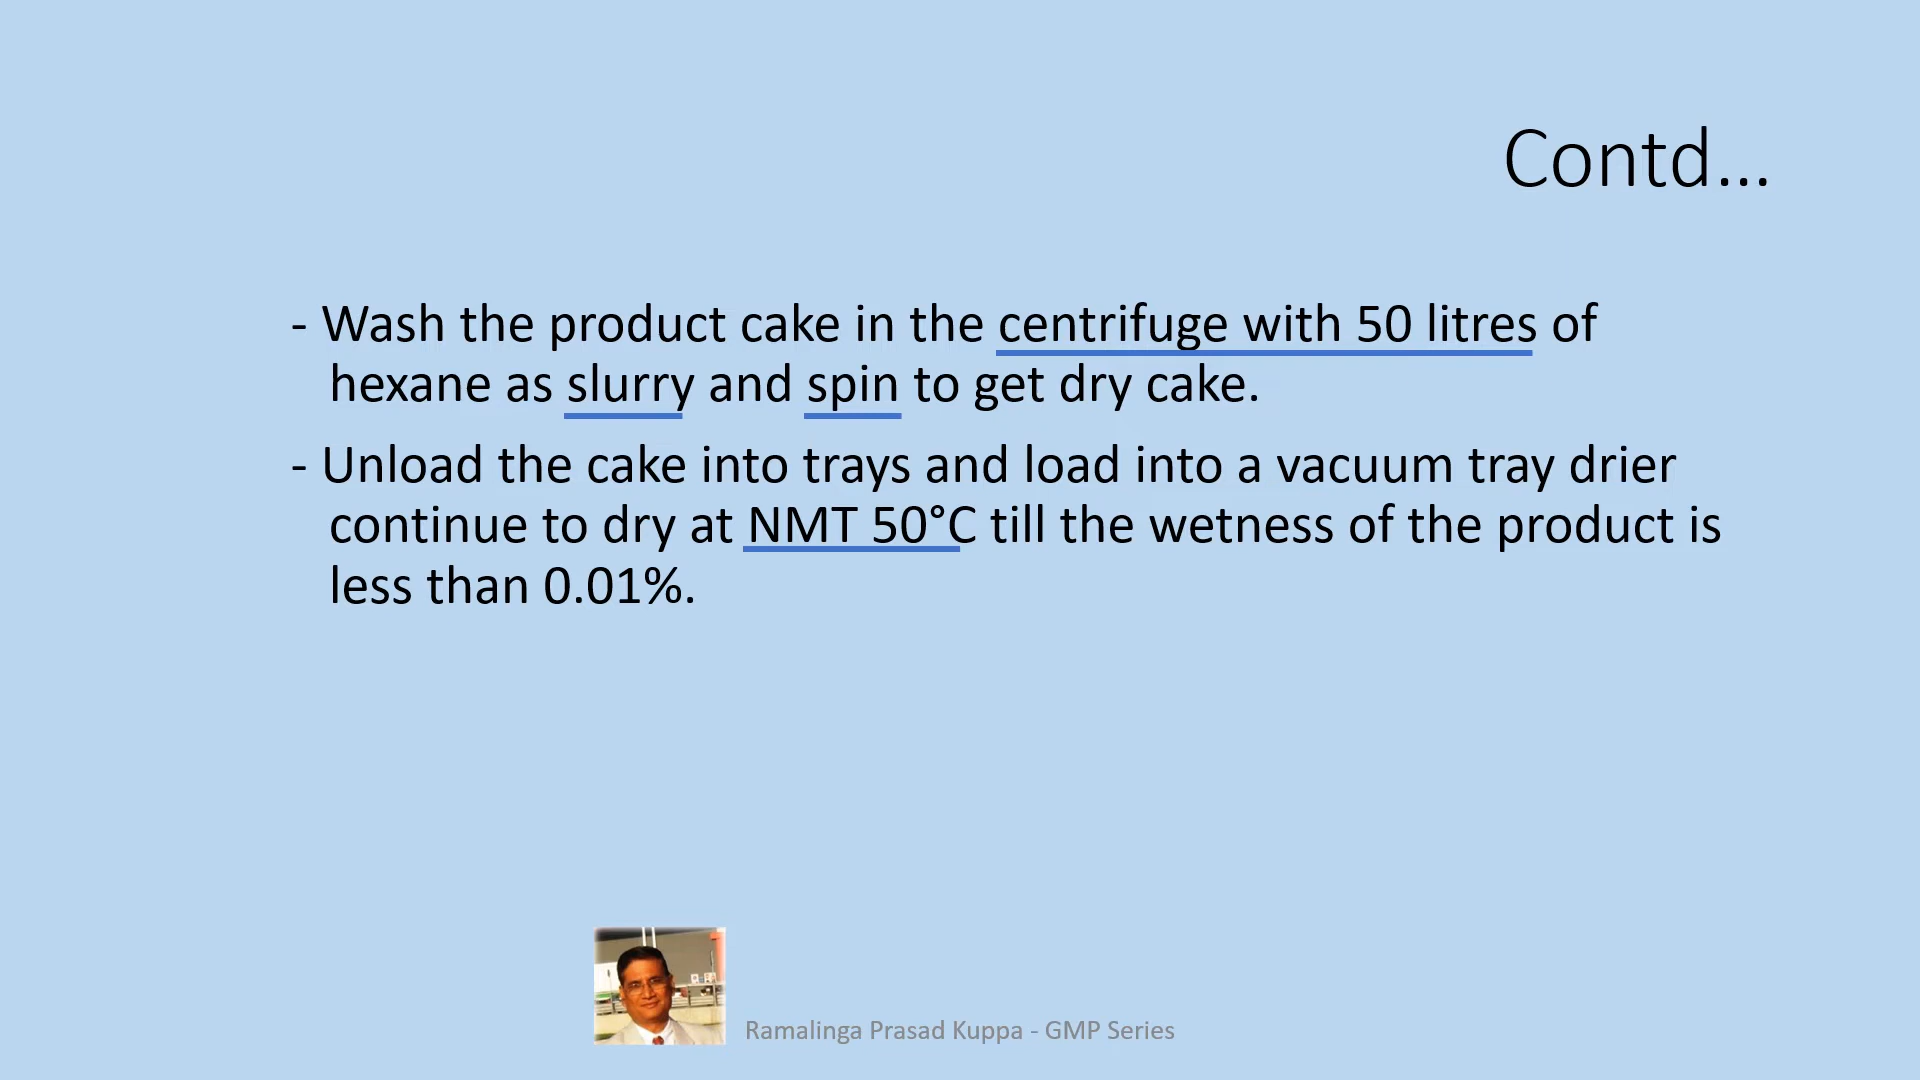 Contd...
- Wash the product cake in the centrifuge with 50 litres of
hexane as slurry and spin to get dry cake.
- Unload the cake into trays and load into a vacuum tray drier
continue to dry at NMT 50°C till the wetness of the product is
less than 0.01%.
Ramalinga Prasad Kuppa - GMP Series